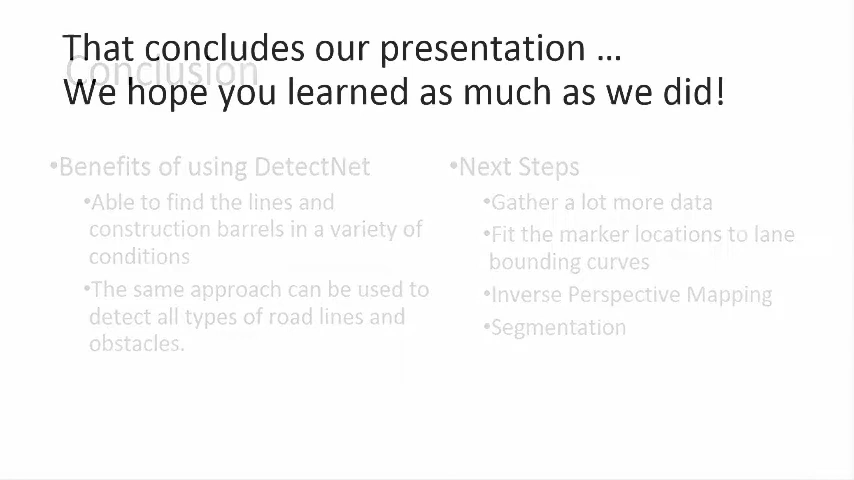 That concludes our presentation ...
Conclusion
We hope you learned as much as we did!
•Benefits of using DetectNet
•Able to find the lines and
construction barrels in a variety of
conditions
•The same approach can be used to
detect all types of road lines and
obstacles.
•Next Steps
•Gather a lot more data
•Fit the marker locations to lane
bounding curves
•Inverse Perspective Mapping
•Segmentation